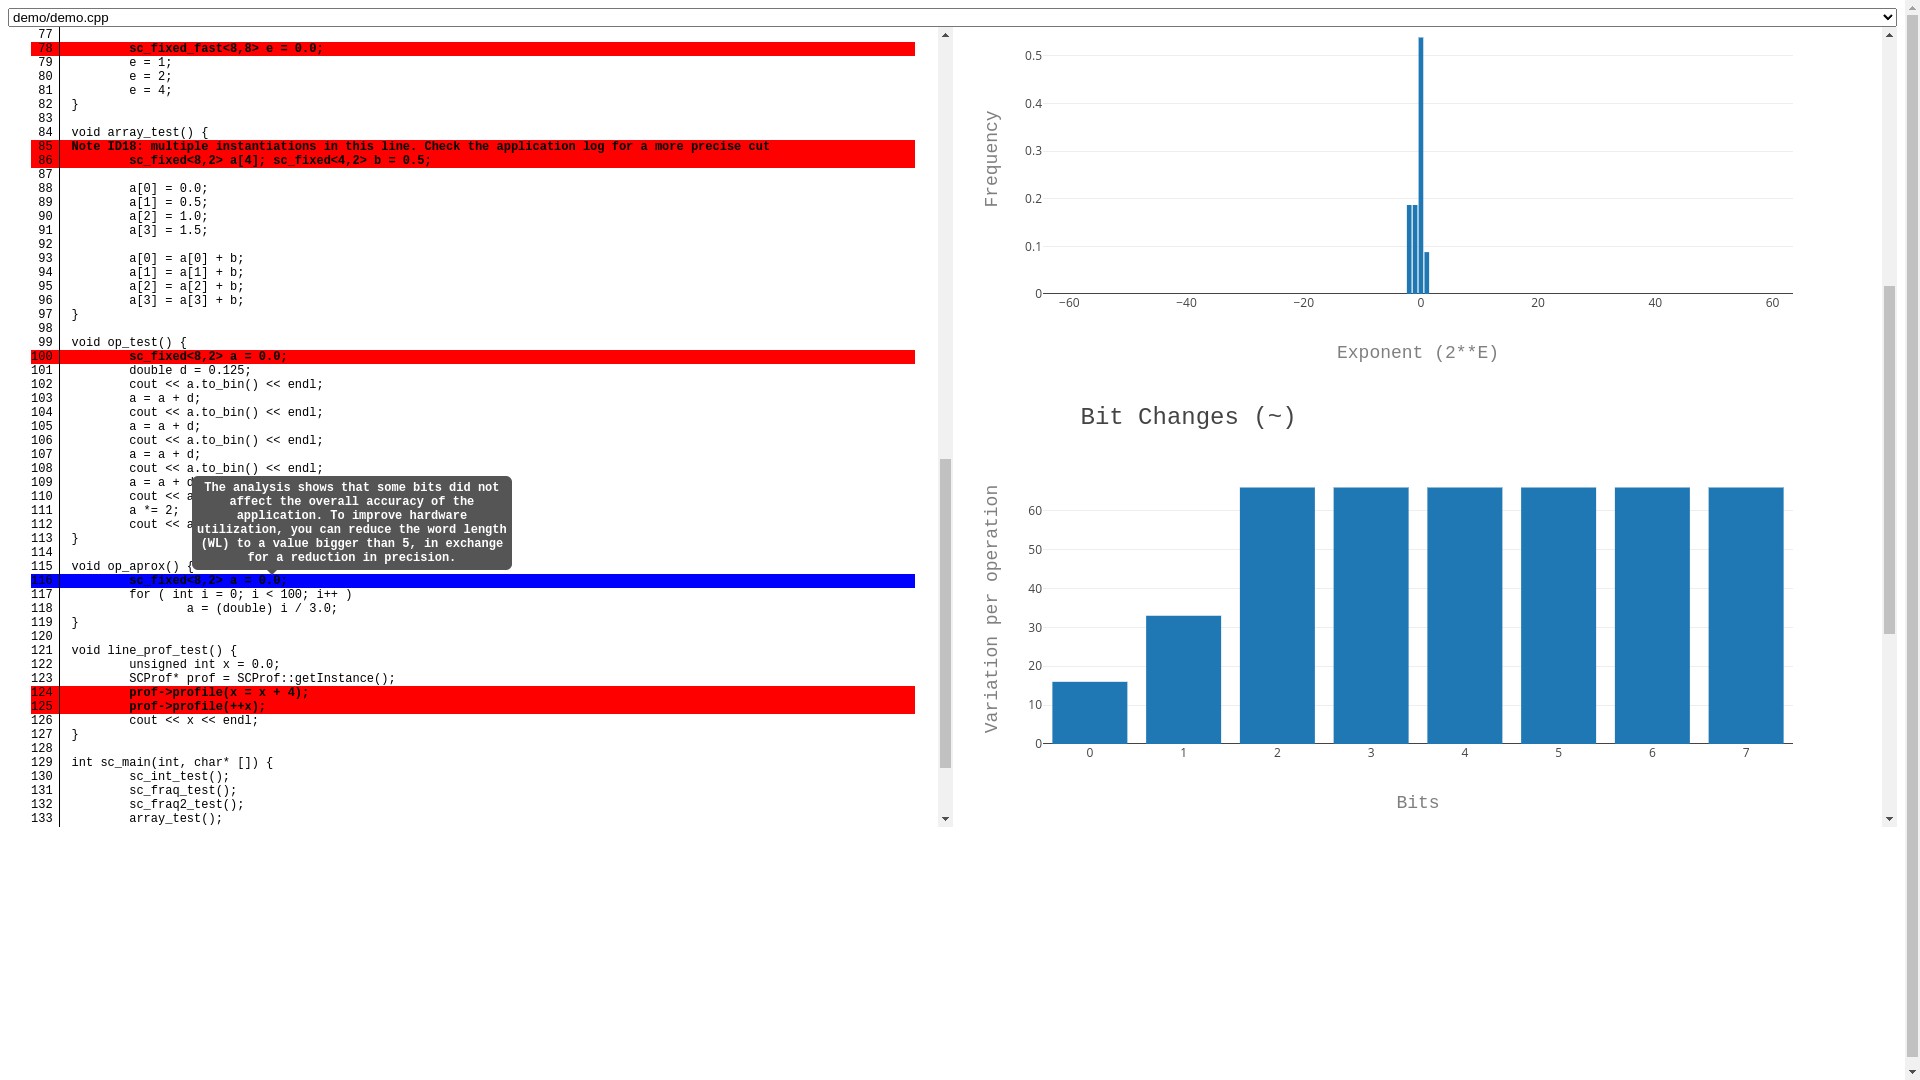 demo/demo.cpp
77
78 sc_fixed_fast<8,8> e = 0.0;
79 e = 1;
80 e = 2;
81 e = 4;
82 }
83
84 void array_test() {
85 Note ID18: multiple instantiations in this line. Check the application log for a more precise cut
86 sc_fixed<8,2> a[4]; sc_fixed<4,2> b = 0.5;
87
88 a[0] = 0.0;
89 a[1] = 0.5;
90 a[2] = 1.0;
91 a[3] = 1.5;
92
93 a[0] = a[0] + b;
94 a[1] = a[1] + b;
95 a[2] = a[2] + b;
96 a[3] = a[3] + b;
97 }
98
99 void op_test() {
100 sc_fixed<8,2> a = 0.0;
101 double d = 0.125;
102 cout << a.to_bin() << endl;
103 a = a + d;
104 cout << a.to_bin() << endl;
105 a = a + d;
106 cout << a.to_bin() << endl;
107 a = a + d;
108 cout << a.to_bin() << endl;
109 a = a + d
110 cout << a
111 a *= 2;
112 cout << a
113 }
114
115 void op_aprox() {
116 sc_fixed<8,2> a = 0.0;
117 for ( int i = 0; i < 100; i++ )
118 a = (double) i / 3.0;
119 }
120
121 void line_prof_test() {
122 unsigned int x = 0.0;
123 SCProf* prof = SCProf::getInstance();
124 prof->profile(x = x + 4);
125 prof->profile(++x);
126 cout << x << endl;
127 }
128
129 int sc_main(int, char* []) {
130 sc_int_test();
131 sc_fraq_test();
132 sc_fraq2_test();
133 array_test();
The analysis shows that some bits did not
affect the overall accuracy of the
application. To improve hardware
utilization, you can reduce the word length
(WL) to a value bigger than 5, in exchange
for a reduction in precision.
Frequency
0.5
0.4
0.3
0.2
0.1
0
−60 −40 −20 0 20 40 60
Exponent (2**E)
Bit Changes (~)
Variation per operation
60
50
40
30
20
10
0
0 1 2 3 4 5 6 7
Bits